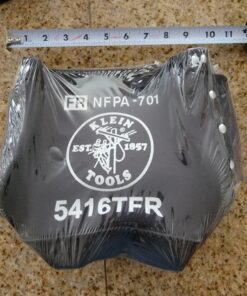 1 2 3 4 5 6 7 8 9 10 11
FR NFPA-701
KLEIN
EST. 1857
TOOLS
5416TFR